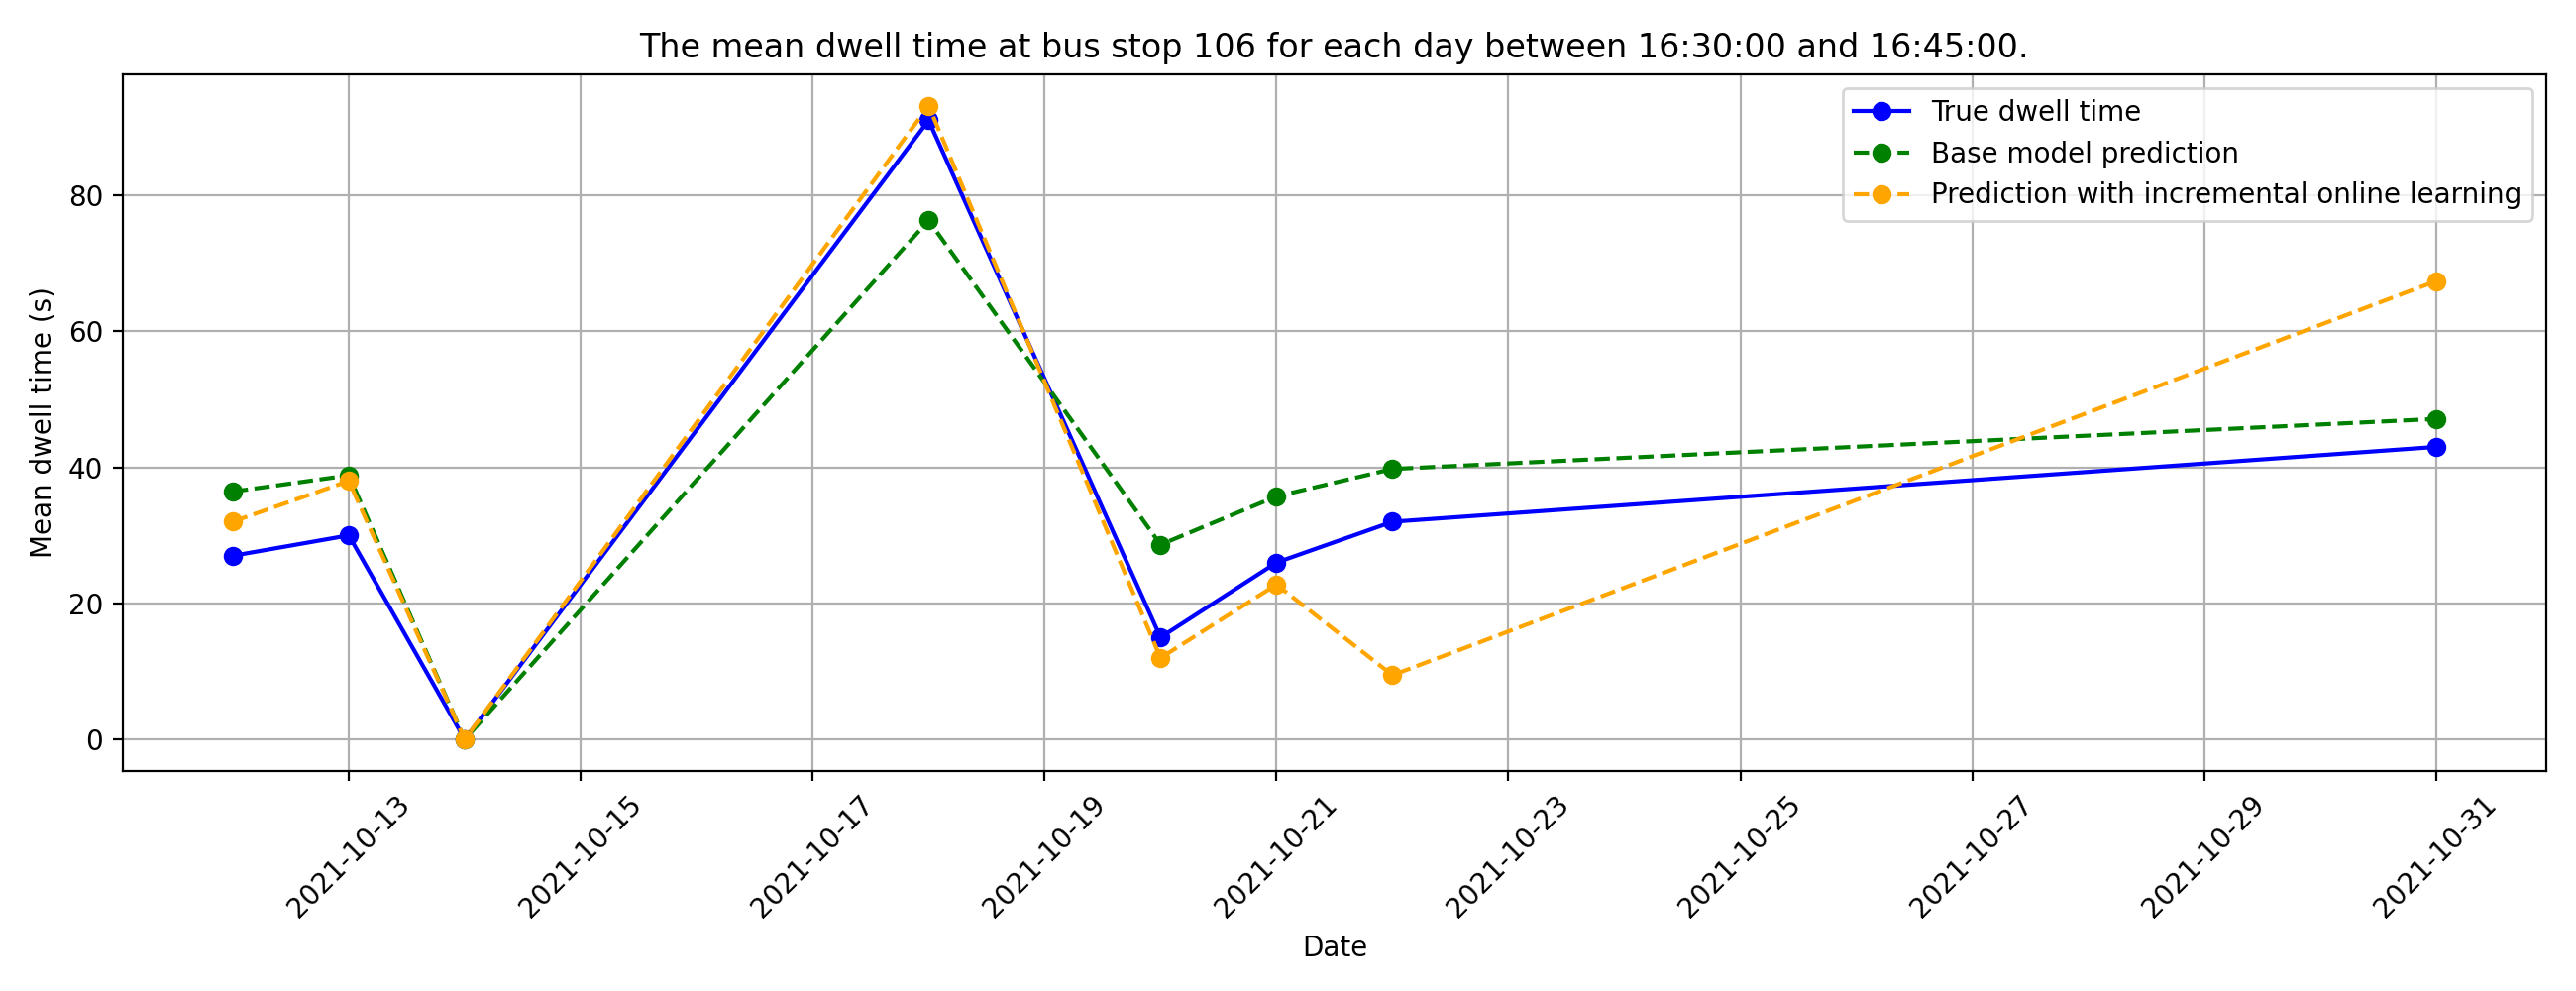 The mean dwell time at bus stop 106 for each day between 16:30:00 and 16:45:00.
True dwell time
Base model prediction
Prediction with incremental online learning
Mean dwell time (s)
80
60
40
20
0
2021-10-13
2021-10-15
2021-10-17
2021-10-19
2021-10-21
2021-10-23
2021-10-25
2021-10-27
2021-10-29
2021-10-31
Date